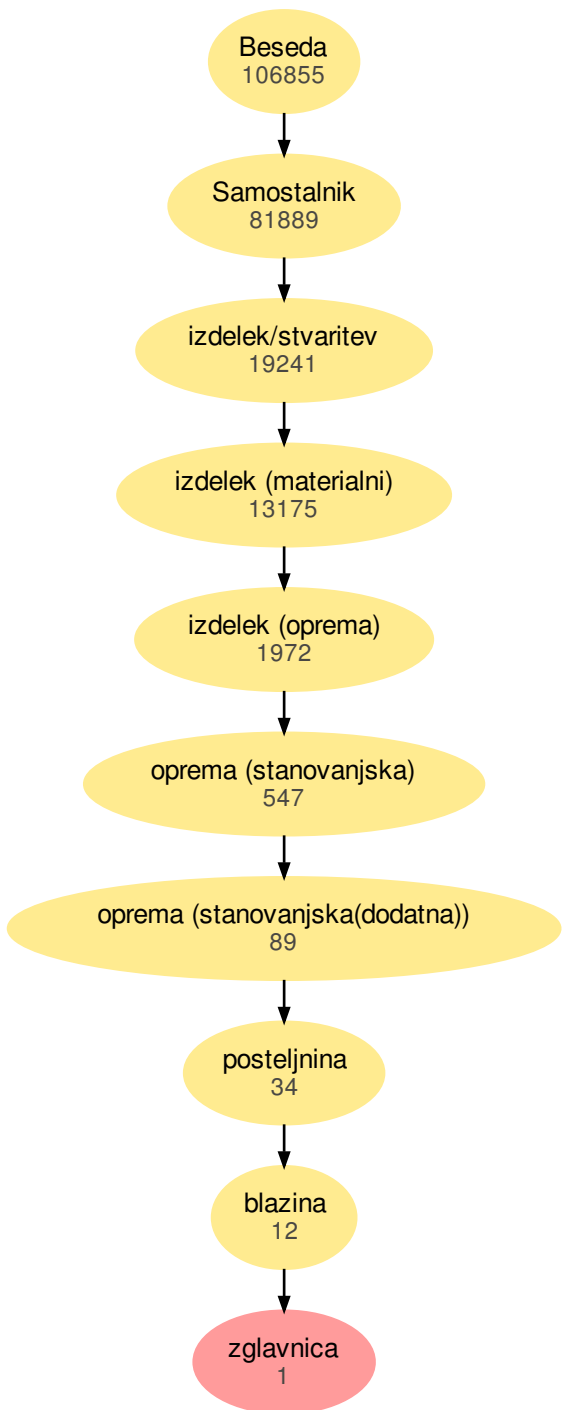 Beseda
106855
Samostalnik
81889
izdelek/stvaritev
19241
izdelek (materialni)
13175
izdelek (oprema)
1972
oprema (stanovanjska)
547
oprema (stanovanjska(dodatna))
89
posteljnina
34
blazina
12
zglavnica
1